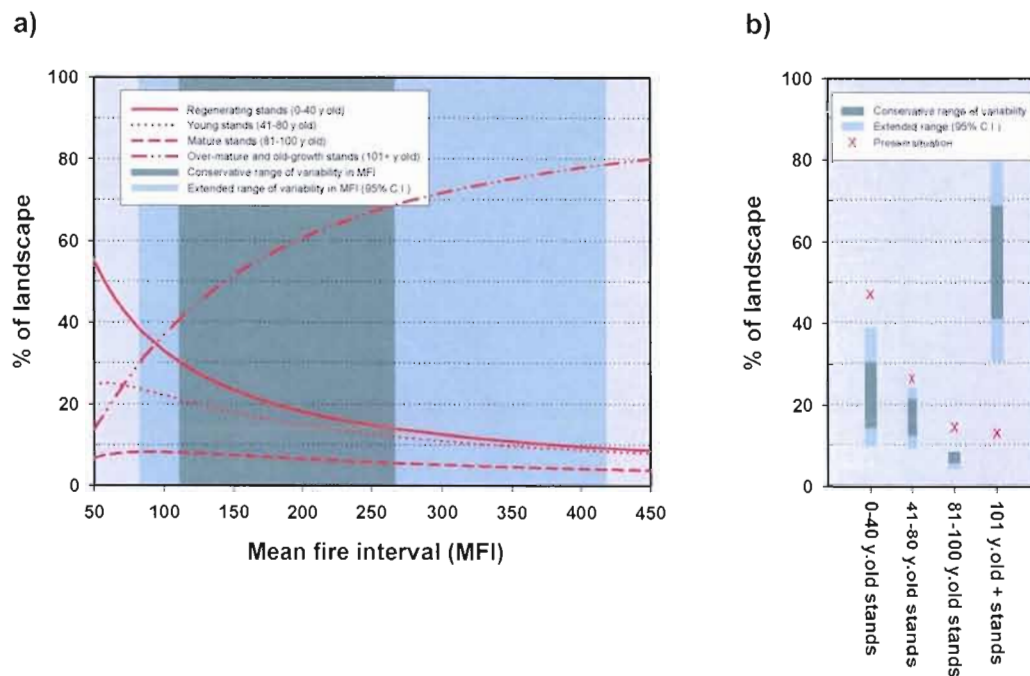 a)
100
80
60
40
20
0
% of landscape
Regenerating stands (0-40 y.old)
Young stands (41-80 y.old)
Mature stands (81-100 y.old)
Over-mature and old-growth stands (101+ y.old)
Conservative range of variability in MFI
Extended range of variability in MFI (95% C.I.)
50 100 150 200 250 300 350 400 450
Mean fire interval (MFI)
b)
100
80
60
40
20
0
% of landscape
Conservative range of variability
Extended range (95% C.I.)
Present situation
0-40 y.old stands
41-80 y.old stands
81-100 y.old stands
101 y.old + stands